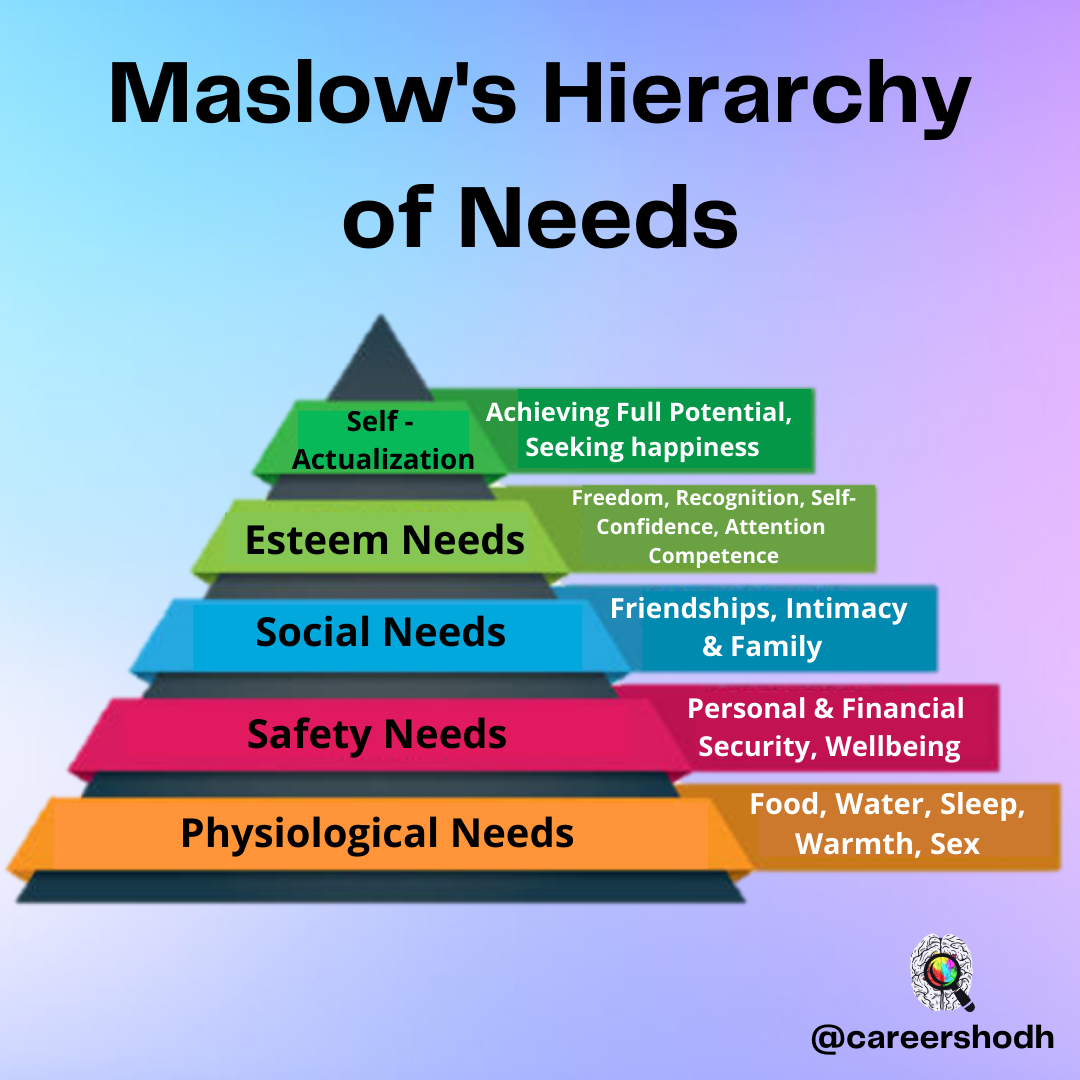 Maslow's Hierarchy
of Needs
Self -
Actualization
Achieving Full Potential,
Seeking happiness
Esteem Needs
Freedom, Recognition, Self-
Confidence, Attention
Competence
Social Needs
Friendships, Intimacy
& Family
Safety Needs
Personal & Financial
Security, Wellbeing
Physiological Needs
Food, Water, Sleep,
Warmth, Sex
@careershodh